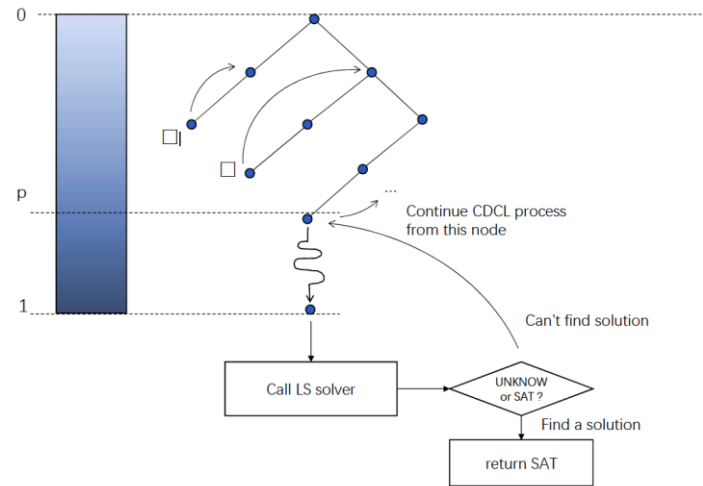 0
□|
□
p
...
Continue CDCL process
from this node
1
Can't find solution
Call LS solver
UNKNOW
or SAT ?
Find a solution
return SAT